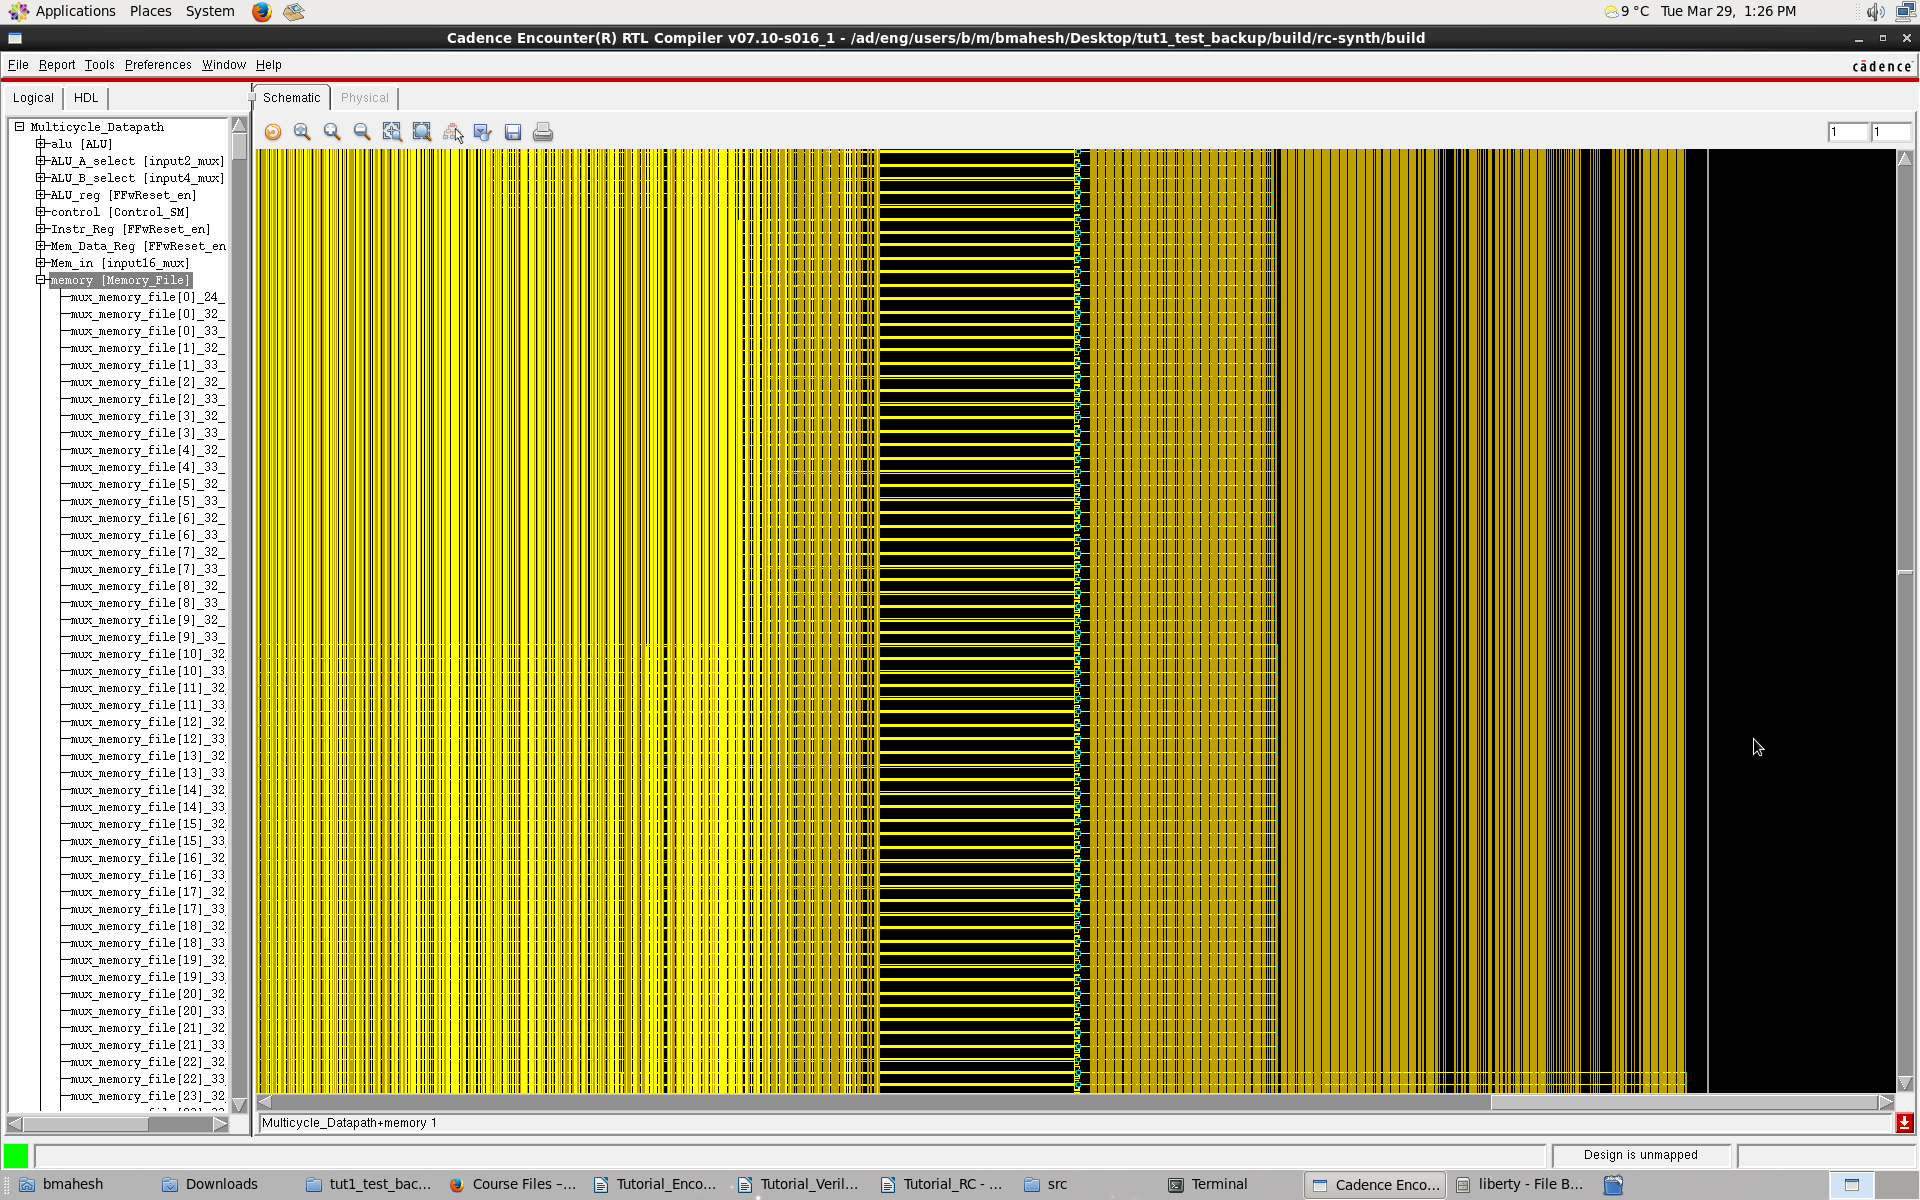 Applications Places System 9 °C Tue Mar 29, 1:26 PM
Cadence Encounter(R) RTL Compiler v07.10-s016_1 - /ad/eng/users/b/m/bmahesh/Desktop/tut1_test_backup/build/rc-synth/build
File Report Tools Preferences Window Help cādence
Logical HDL Schematic Physical
1 1
Multicycle_Datapath
alu [ALU]
ALU_A_select [input2_mux]
ALU_B_select [input4_mux]
ALU_reg [FFwReset_en]
control [Control_SM]
Instr_Reg [FFwReset_en]
Mem_Data_Reg [FFwReset_en
Mem_in [input16_mux]
memory [Memory_File]
mux_memory_file[0]_24_
mux_memory_file[0]_32_
mux_memory_file[0]_33_
mux_memory_file[1]_32_
mux_memory_file[1]_33_
mux_memory_file[2]_32_
mux_memory_file[2]_33_
mux_memory_file[3]_32_
mux_memory_file[3]_33_
mux_memory_file[4]_32_
mux_memory_file[4]_33_
mux_memory_file[5]_32_
mux_memory_file[5]_33_
mux_memory_file[6]_32_
mux_memory_file[6]_33_
mux_memory_file[7]_32_
mux_memory_file[7]_33_
mux_memory_file[8]_32_
mux_memory_file[8]_33_
mux_memory_file[9]_32_
mux_memory_file[9]_33_
mux_memory_file[10]_32
mux_memory_file[10]_33
mux_memory_file[11]_32
mux_memory_file[11]_33
mux_memory_file[12]_32
mux_memory_file[12]_33
mux_memory_file[13]_32
mux_memory_file[13]_33
mux_memory_file[14]_32
mux_memory_file[14]_33
mux_memory_file[15]_32
mux_memory_file[15]_33
mux_memory_file[16]_32
mux_memory_file[16]_33
mux_memory_file[17]_32
mux_memory_file[17]_33
mux_memory_file[18]_32
mux_memory_file[18]_33
mux_memory_file[19]_32
mux_memory_file[19]_33
mux_memory_file[20]_32
mux_memory_file[20]_33
mux_memory_file[21]_32
mux_memory_file[21]_33
mux_memory_file[22]_32
mux_memory_file[22]_33
mux_memory_file[23]_32
Multicycle_Datapath+memory 1
Design is unmapped
bmahesh Downloads tut1_test_bac... Course Files –... Tutorial_Enco... Tutorial_Veril... Tutorial_RC - ... src Terminal Cadence Enco... liberty - File B...